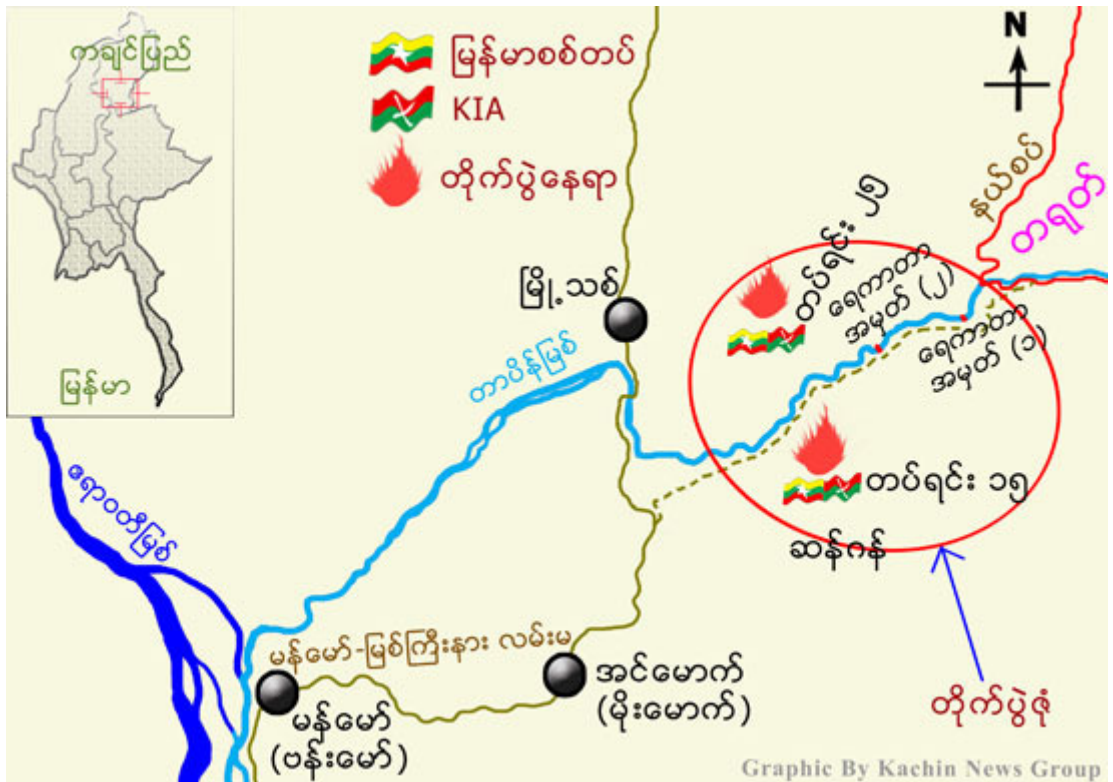 ကချင်ပြည်
မြန်မာ
မြန်မာစစ်တပ်
KIA
တိုက်ပွဲနေရာ
N
နယ်စပ်
တရုတ်
မြို့သစ်
တပ်ရင်း ၂၅
ရေကာတာ
အမှတ် (၂)
ရေကာတာ
အမှတ် (၁)
တာပိန်မြစ်
တပ်ရင်း ၁၅
ဆန်ဂန်
ဧရာဝတီမြစ်
မန်မော်-မြစ်ကြီးနား လမ်းမ
အင်မောက်
(မိုးမောက်)
မန်မော်
(ဗန်းမော်)
တိုက်ပွဲဇုံ
Graphic By Kachin News Group